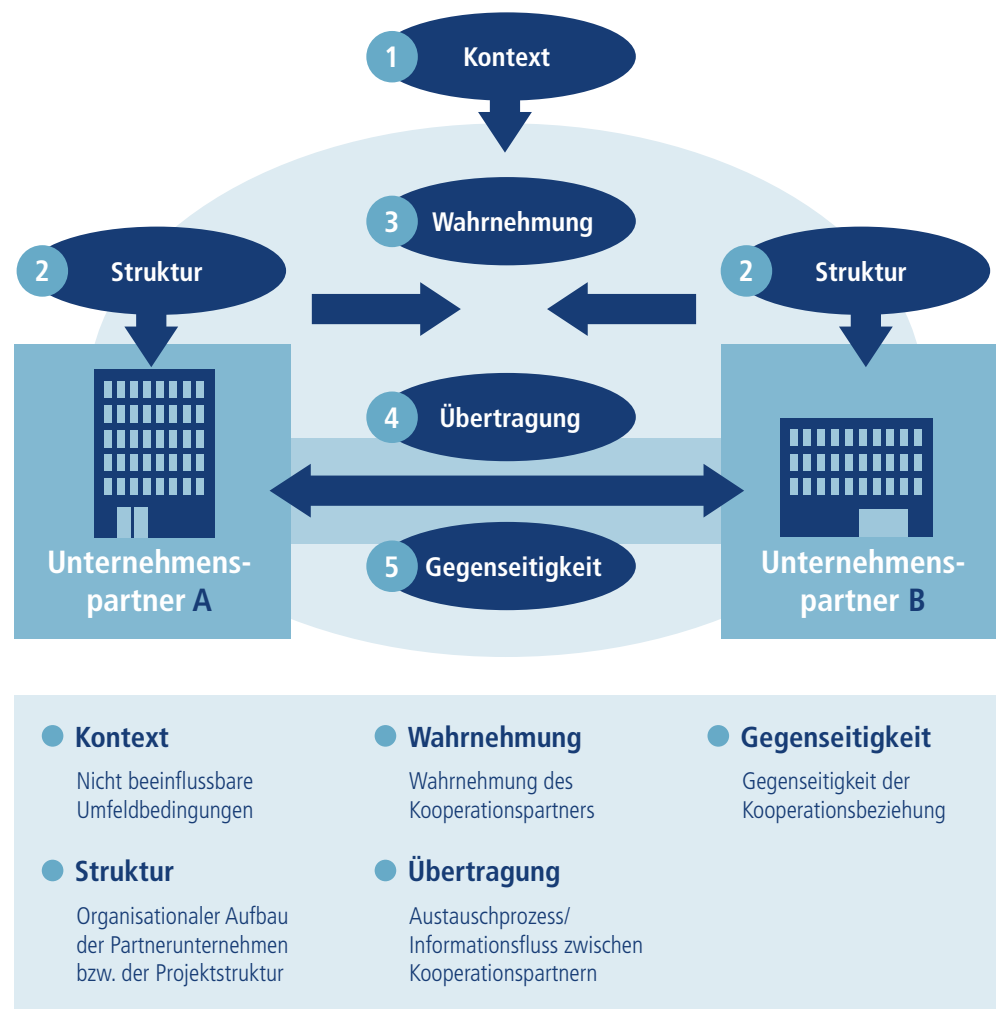 1 Kontext
3 Wahrnehmung
2 Struktur
2 Struktur
4 Übertragung
5 Gegenseitigkeit
Unternehmens-
partner A
Unternehmens-
partner B
Kontext
Nicht beeinflussbare
Umfeldbedingungen
Struktur
Organisationaler Aufbau
der Partnerunternehmen
bzw. der Projektstruktur
Wahrnehmung
Wahrnehmung des
Kooperationspartners
Übertragung
Austauschprozess/
Informationsfluss zwischen
Kooperationspartnern
Gegenseitigkeit
Gegenseitigkeit der
Kooperationsbeziehung